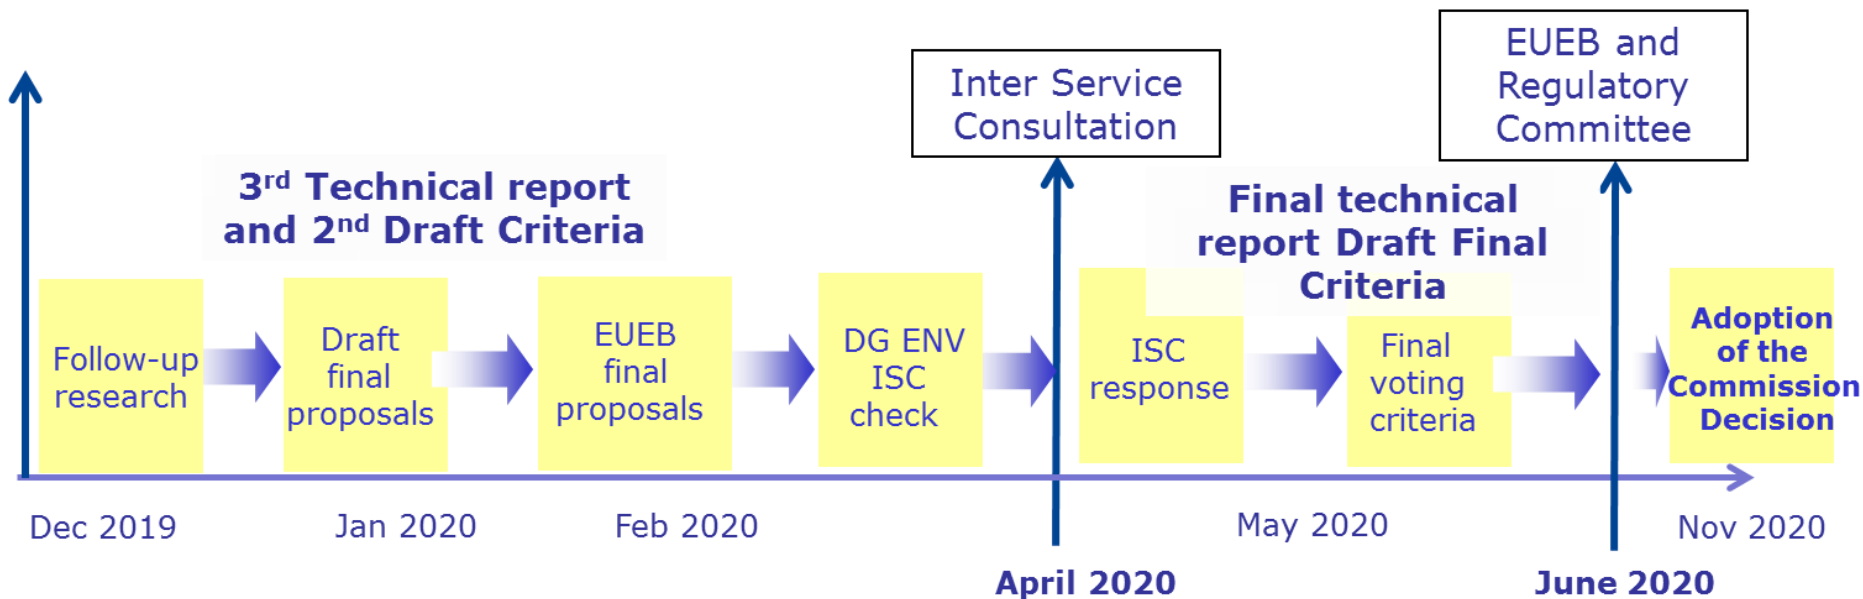 Inter Service
Consultation
EUEB and
Regulatory
Committee
3rd Technical report
and 2nd Draft Criteria
Final technical
report Draft Final
Criteria
Follow-up
research
Draft
final
proposals
EUEB
final
proposals
DG ENV
ISC
check
ISC
response
Final
voting
criteria
Adoption
of the
Commission
Decision
Dec 2019
Jan 2020
Feb 2020
April 2020
May 2020
June 2020
Nov 2020